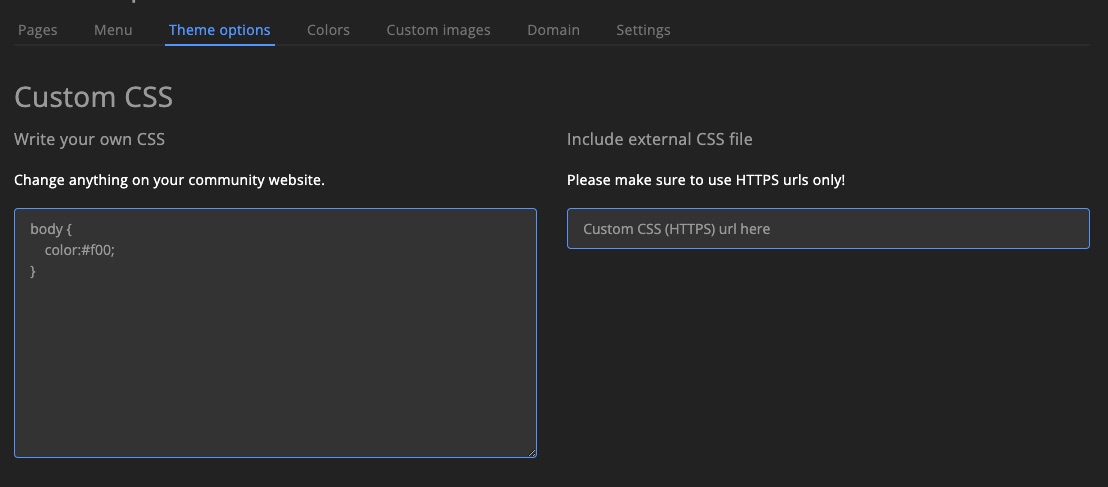 Pages Menu Theme options Colors Custom images Domain Settings
Custom CSS
Write your own CSS
Change anything on your community website.
body {
    color:#f00;
}
Include external CSS file
Please make sure to use HTTPS urls only!
Custom CSS (HTTPS) url here